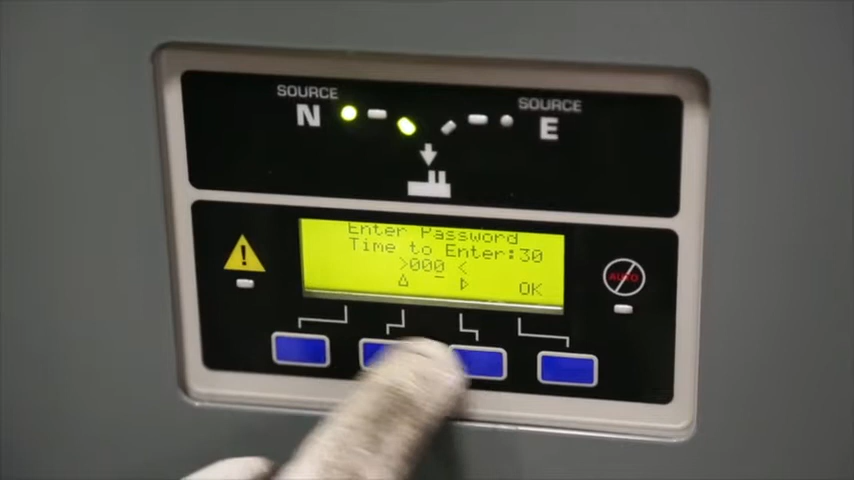 SOURCE
N
SOURCE
E
Enter Password
Time to Enter:30
>000 <
OK
AUTO